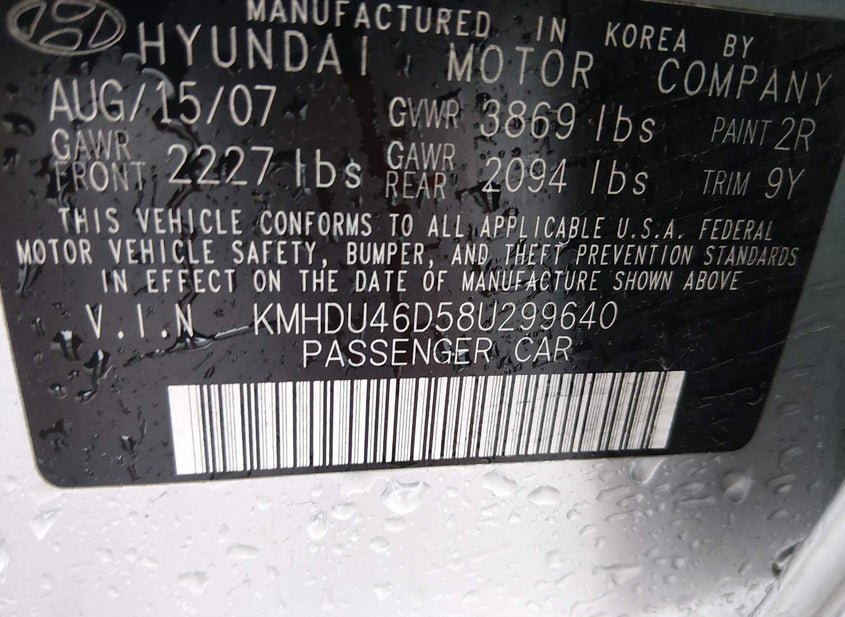 MANUFACTURED IN KOREA BY
HYUNDAI MOTOR COMPANY
AUG/15/07 GVWR 3869 lbs PAINT 2R
GAWR FRONT 2227 lbs GAWR REAR 2094 lbs TRIM 9Y
THIS VEHICLE CONFORMS TO ALL APPLICABLE U.S.A. FEDERAL
MOTOR VEHICLE SAFETY, BUMPER, AND THEFT PREVENTION STANDARDS
IN EFFECT ON THE DATE OF MANUFACTURE SHOWN ABOVE
V.I.N KMHDU46D58U299640
PASSENGER CAR